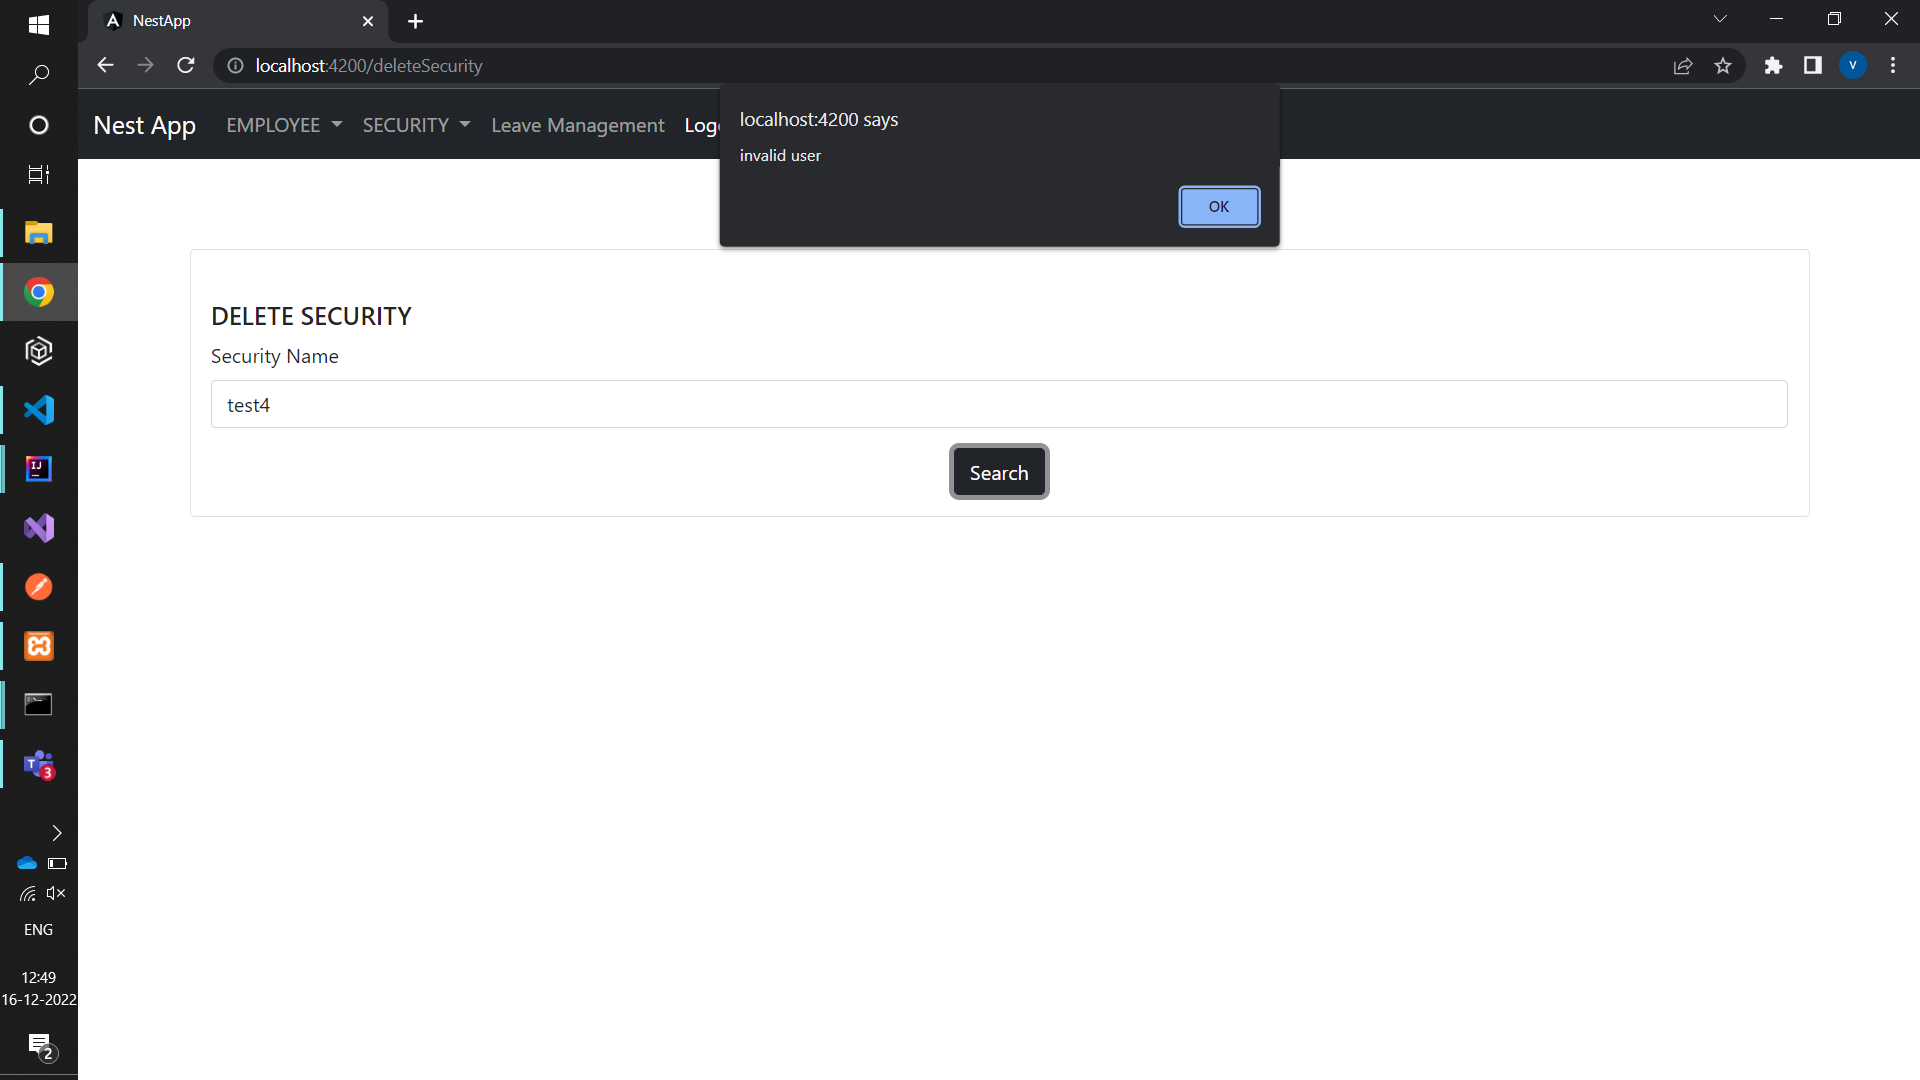 NestApp
localhost:4200/deleteSecurity
V
Nest App
EMPLOYEE
SECURITY
Leave Management
Log
localhost:4200 says
invalid user
OK
DELETE SECURITY
Security Name
test4
Search
IJ
T
3
ENG
12:49
16-12-2022
2